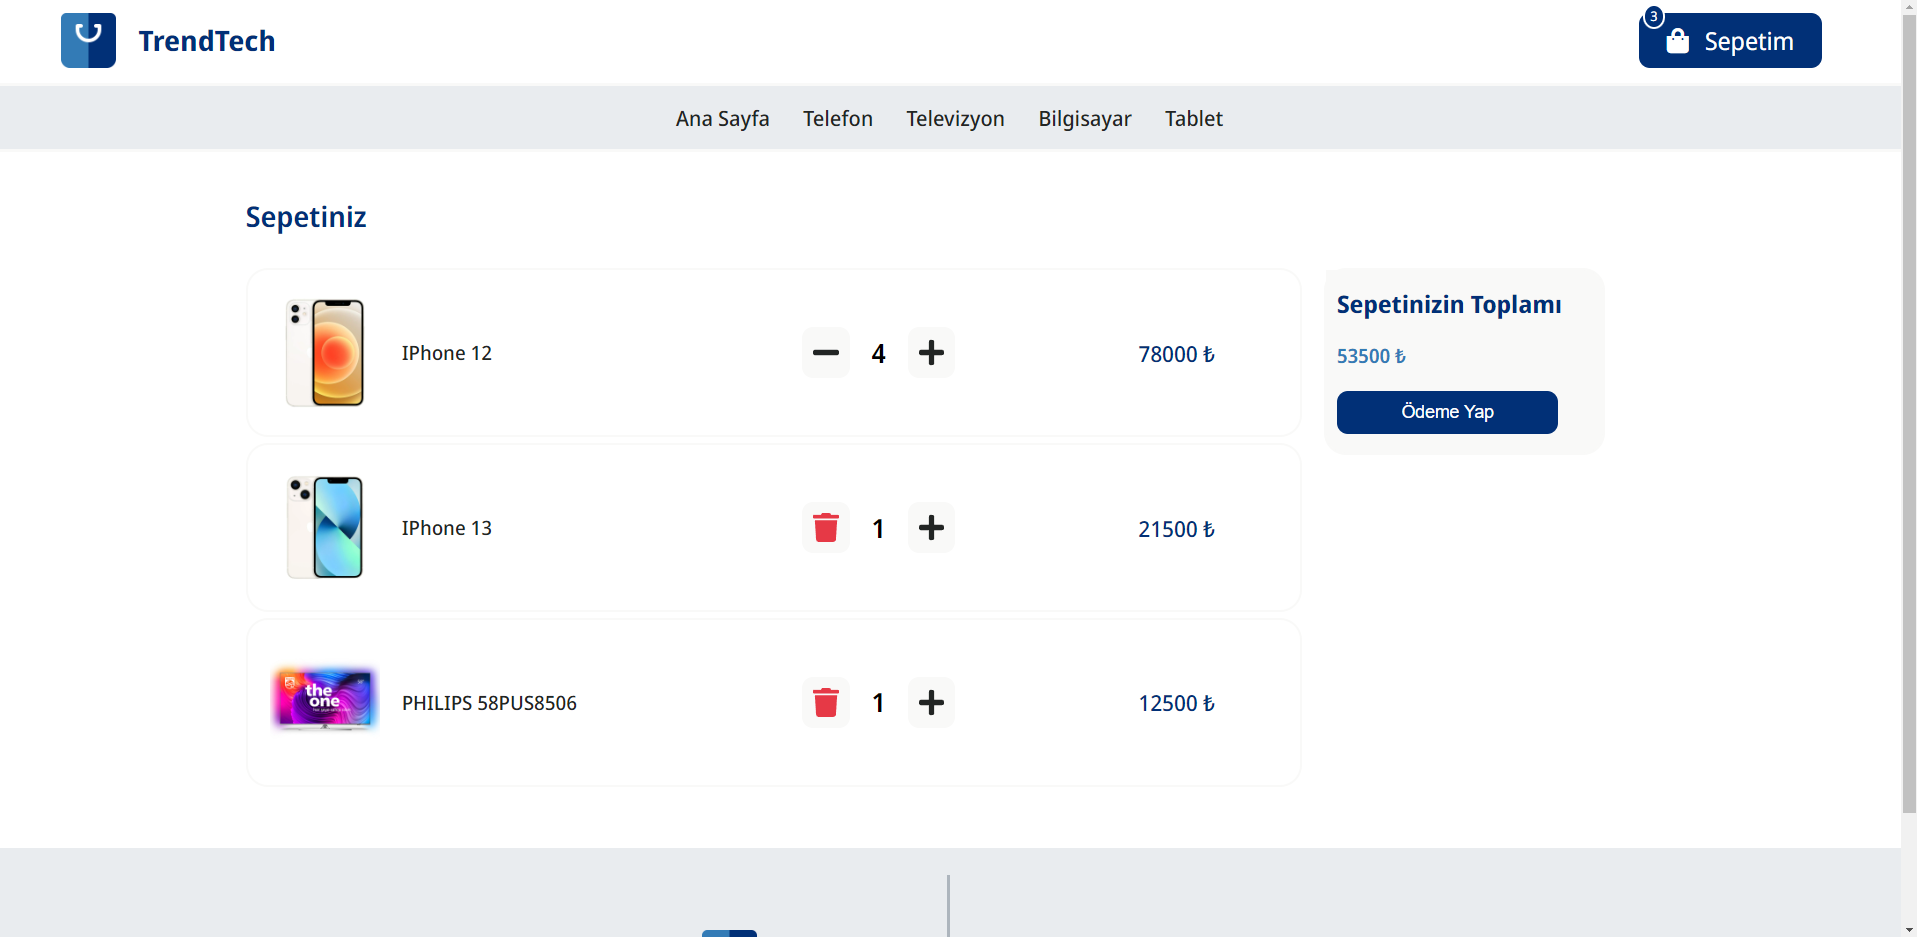 TrendTech
3
Sepetim
Ana Sayfa Telefon Televizyon Bilgisayar Tablet
Sepetiniz
IPhone 12 4 78000 ₺
IPhone 13 1 21500 ₺
the
one
PHILIPS 58PUS8506 1 12500 ₺
Sepetinizin Toplamı
53500 ₺
Ödeme Yap